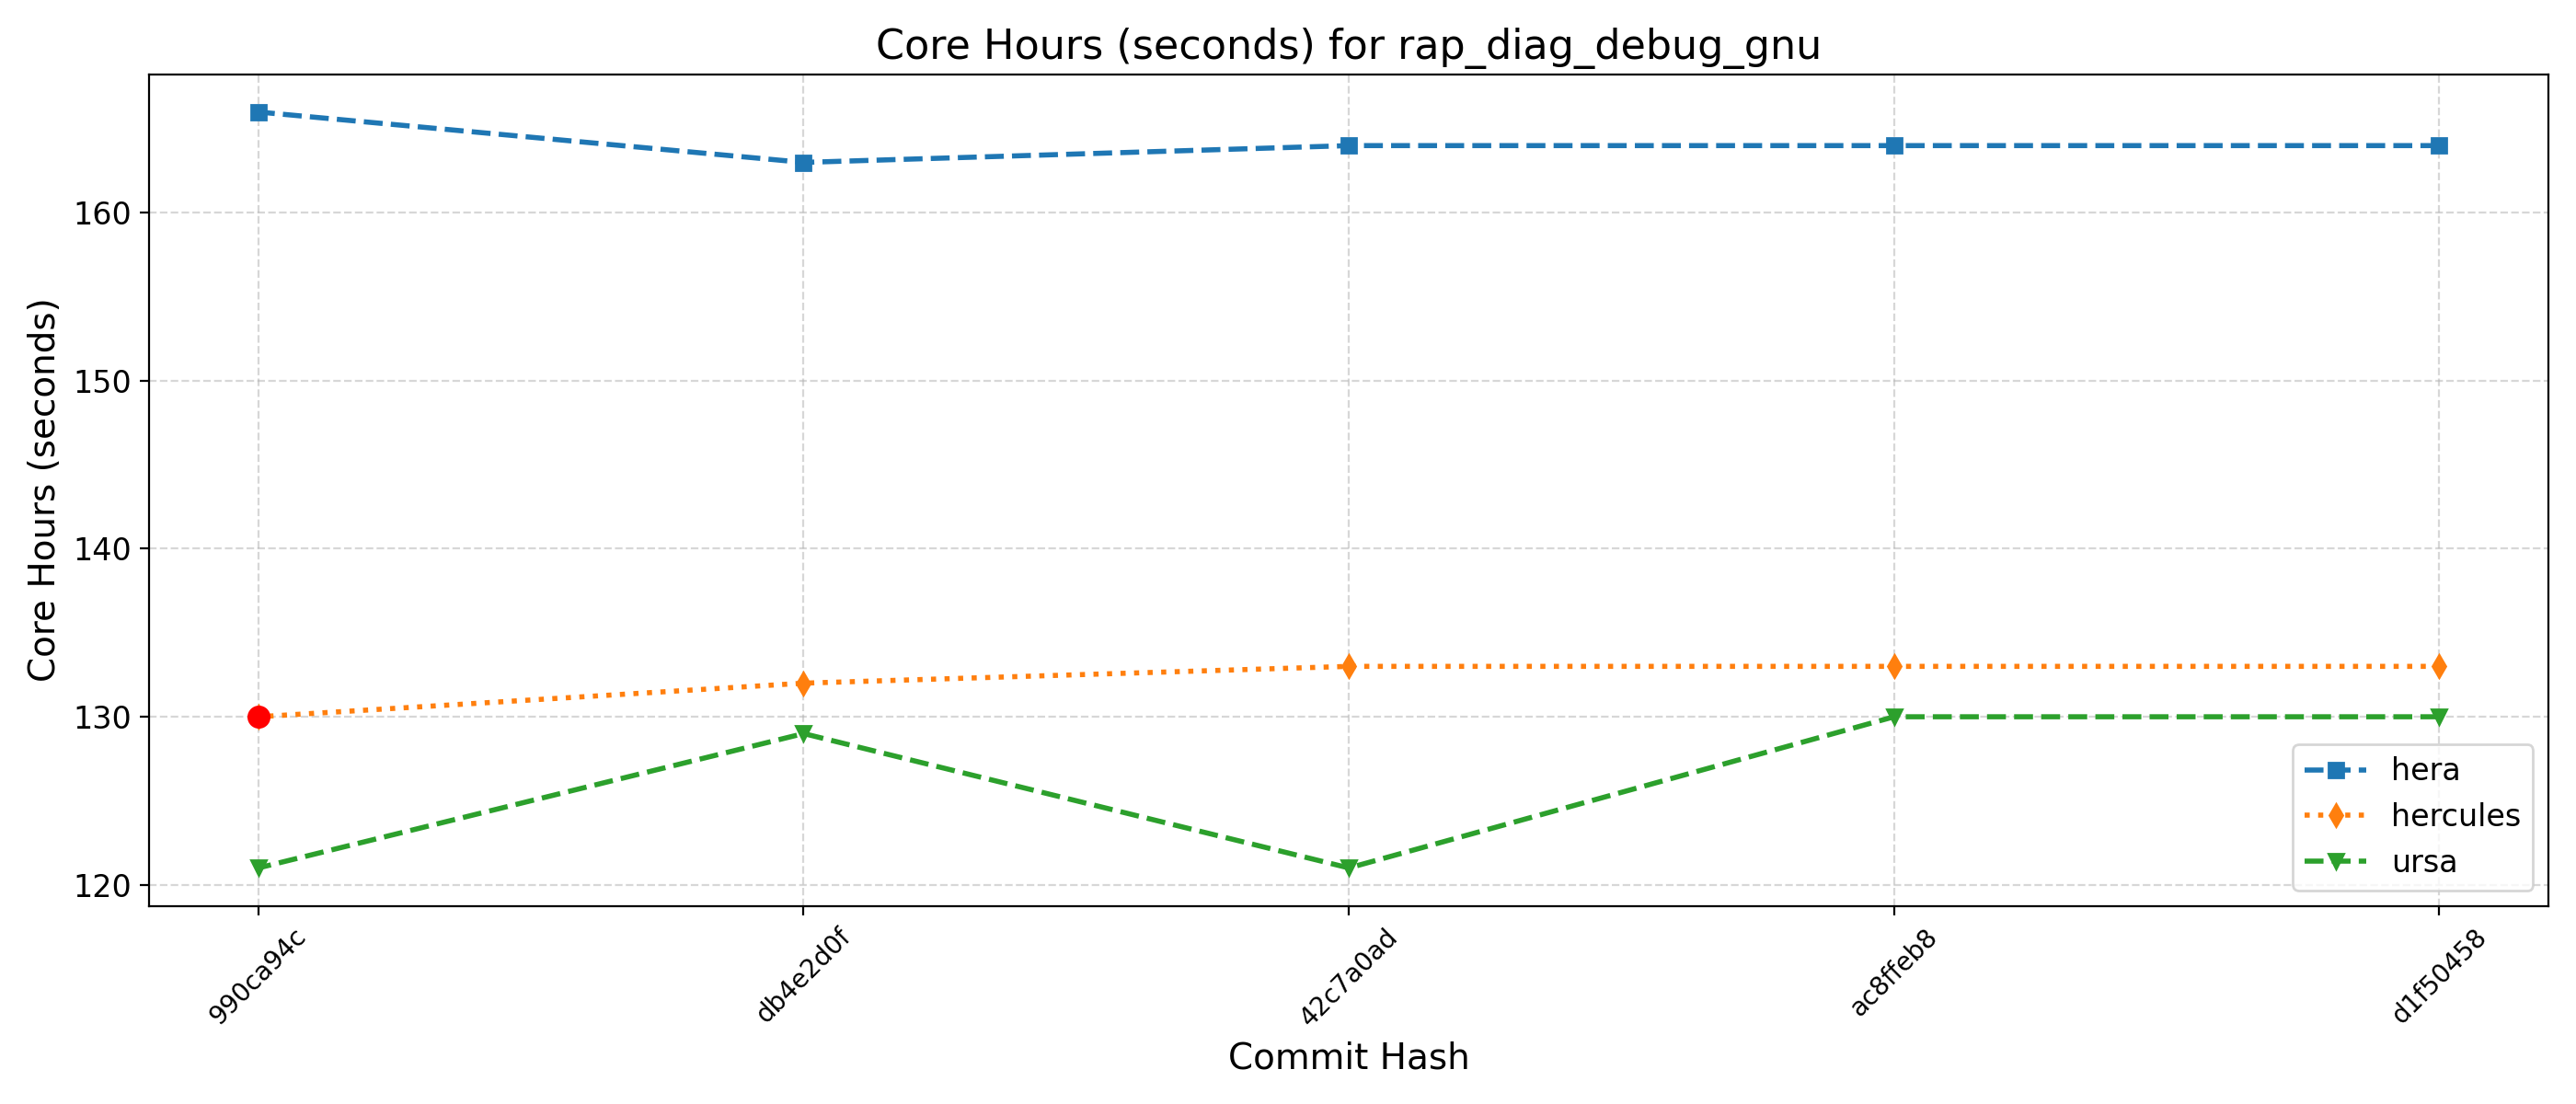 Core Hours (seconds) for rap_diag_debug_gnu
Core Hours (seconds)
160
150
140
130
120
hera
hercules
ursa
990ca94c
db4e2d0f
42c7a0ad
ac8ffeb8
d1f50458
Commit Hash